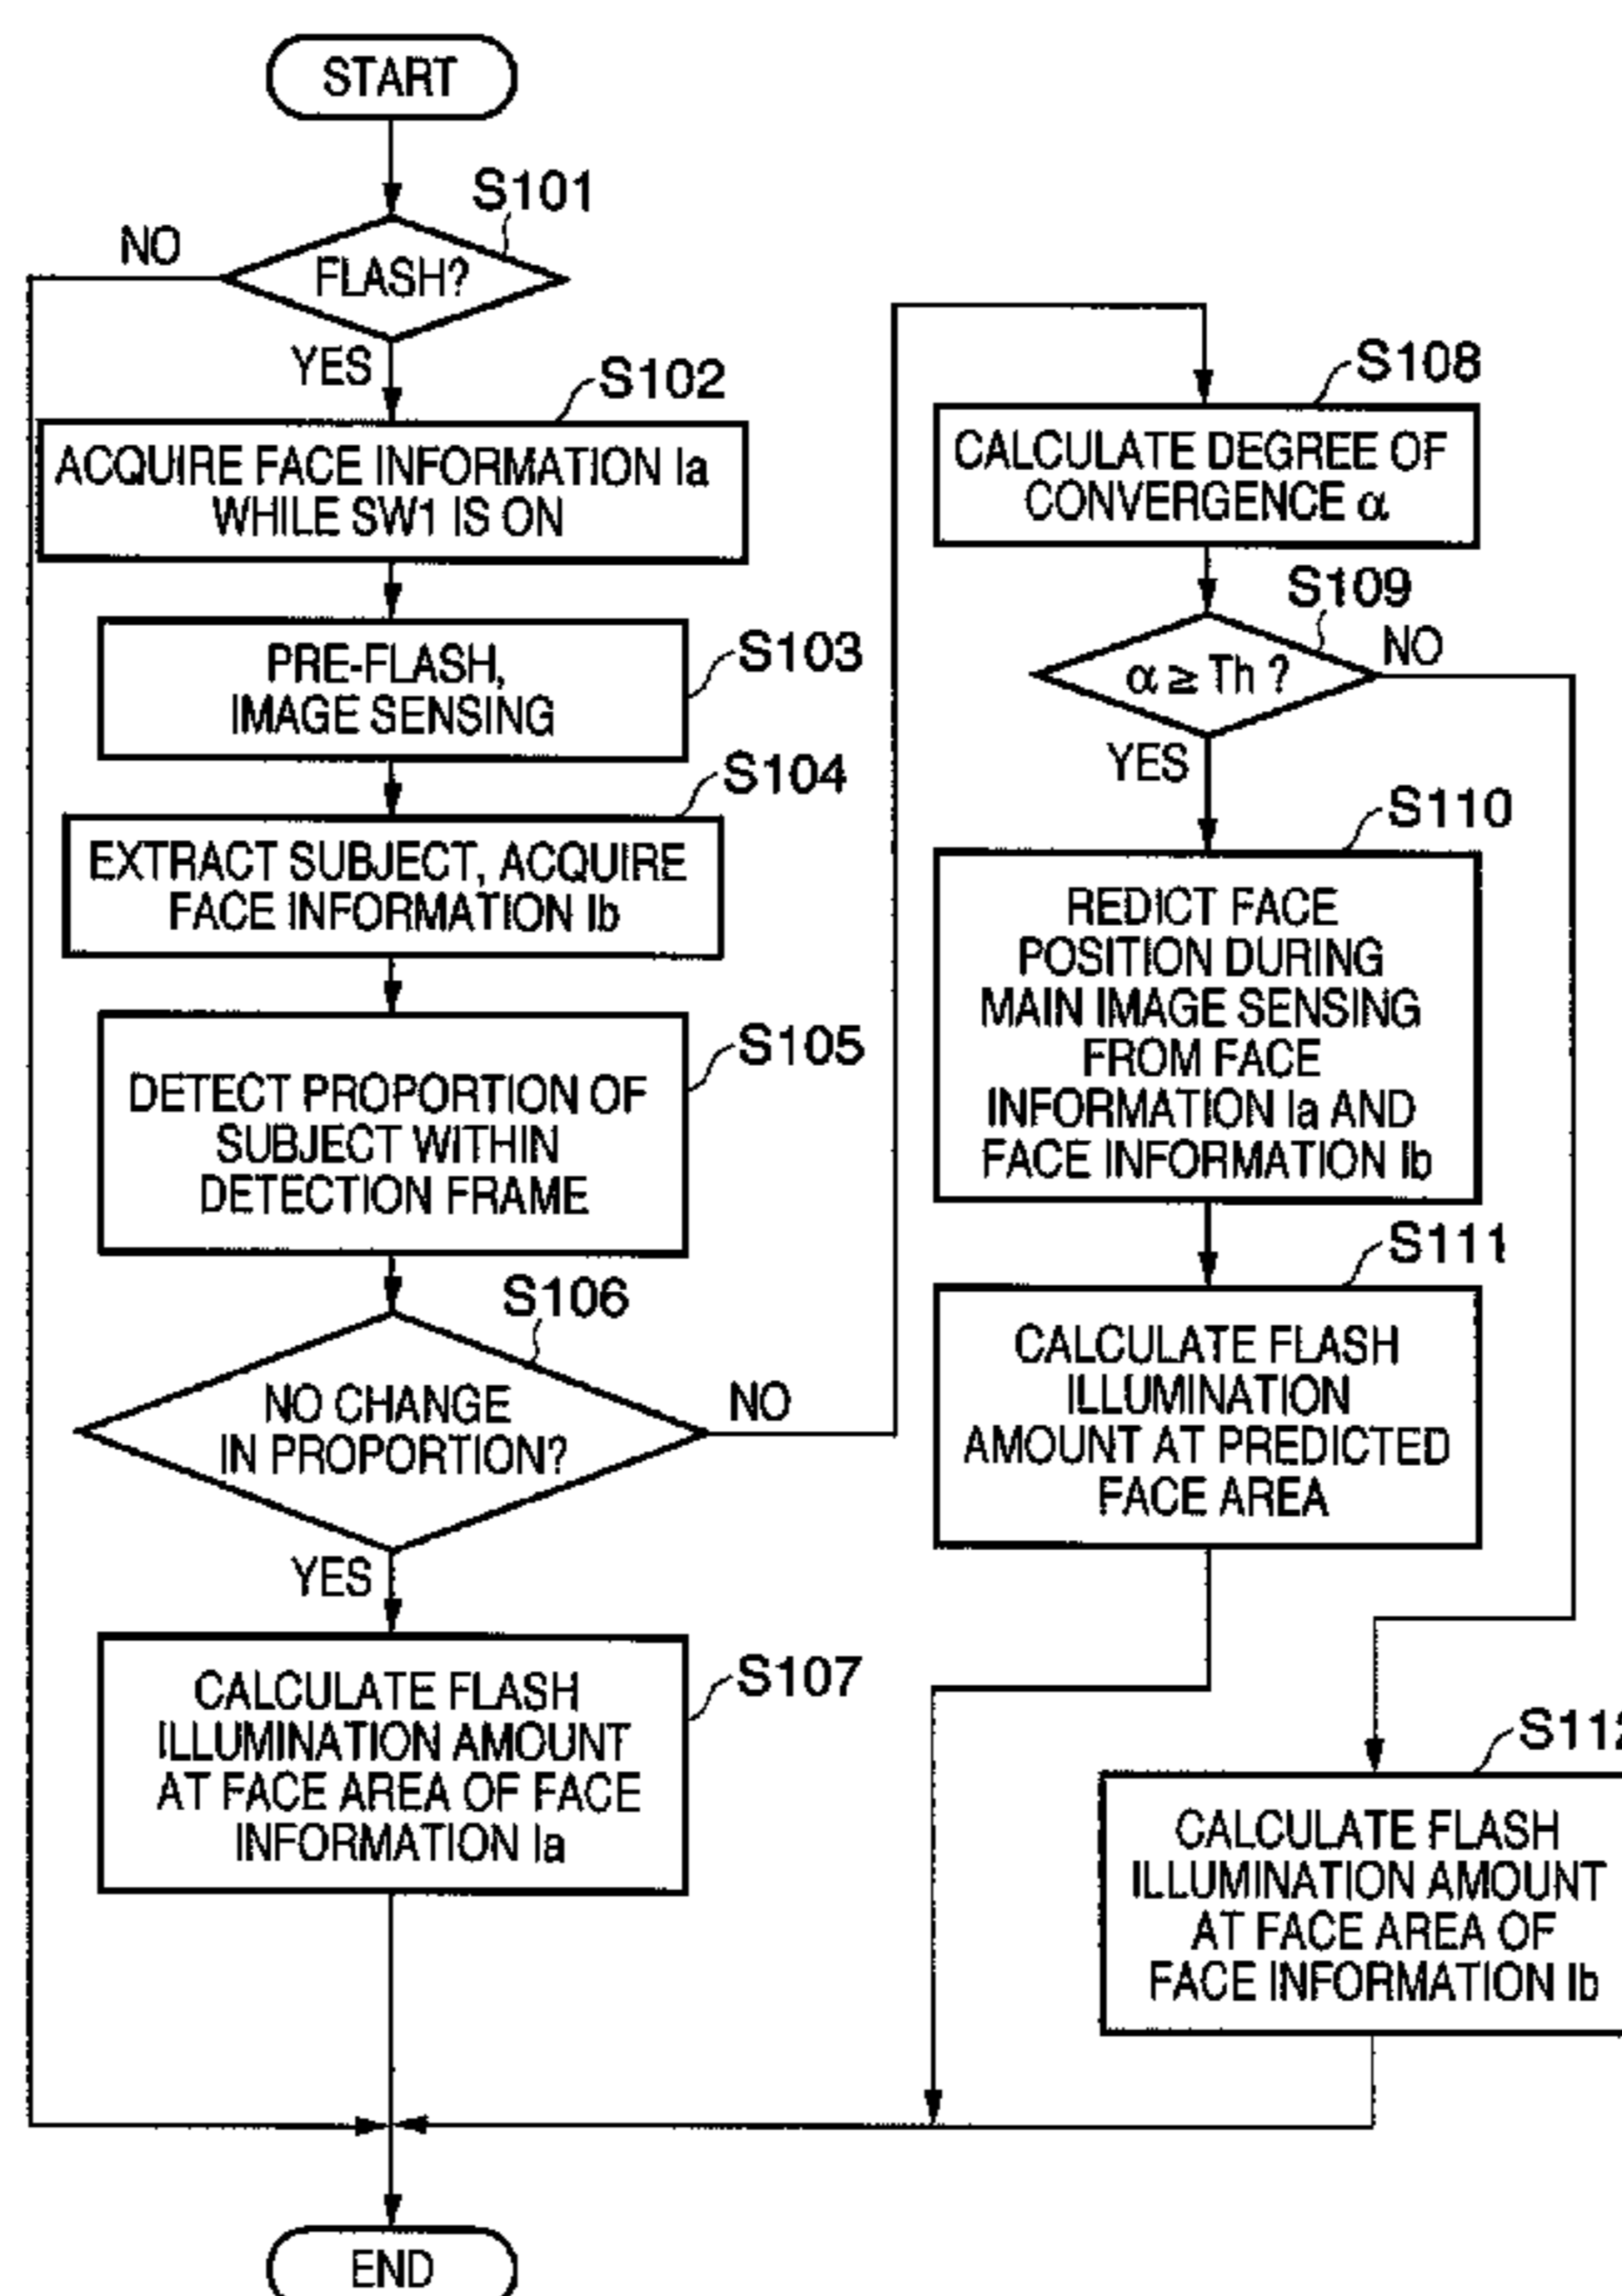 START
S101
NO
FLASH?
YES
S102
ACQUIRE FACE INFORMATION Ia
WHILE SW1 IS ON
S103
PRE-FLASH,
IMAGE SENSING
S104
EXTRACT SUBJECT, ACQUIRE
FACE INFORMATION Ib
S105
DETECT PROPORTION OF
SUBJECT WITHIN
DETECTION FRAME
S106
NO CHANGE
IN PROPORTION?
NO
YES
S107
CALCULATE FLASH
ILLUMINATION AMOUNT
AT FACE AREA OF FACE
INFORMATION Ia
S108
CALCULATE DEGREE OF
CONVERGENCE α
S109
α ≥ Th ?
NO
YES
S110
REDICT FACE
POSITION DURING
MAIN IMAGE SENSING
FROM FACE
INFORMATION Ia AND
FACE INFORMATION Ib
S111
CALCULATE FLASH
ILLUMINATION
AMOUNT AT PREDICTED
FACE AREA
S112
CALCULATE FLASH
ILLUMINATION AMOUNT
AT FACE AREA OF
FACE INFORMATION Ib
END